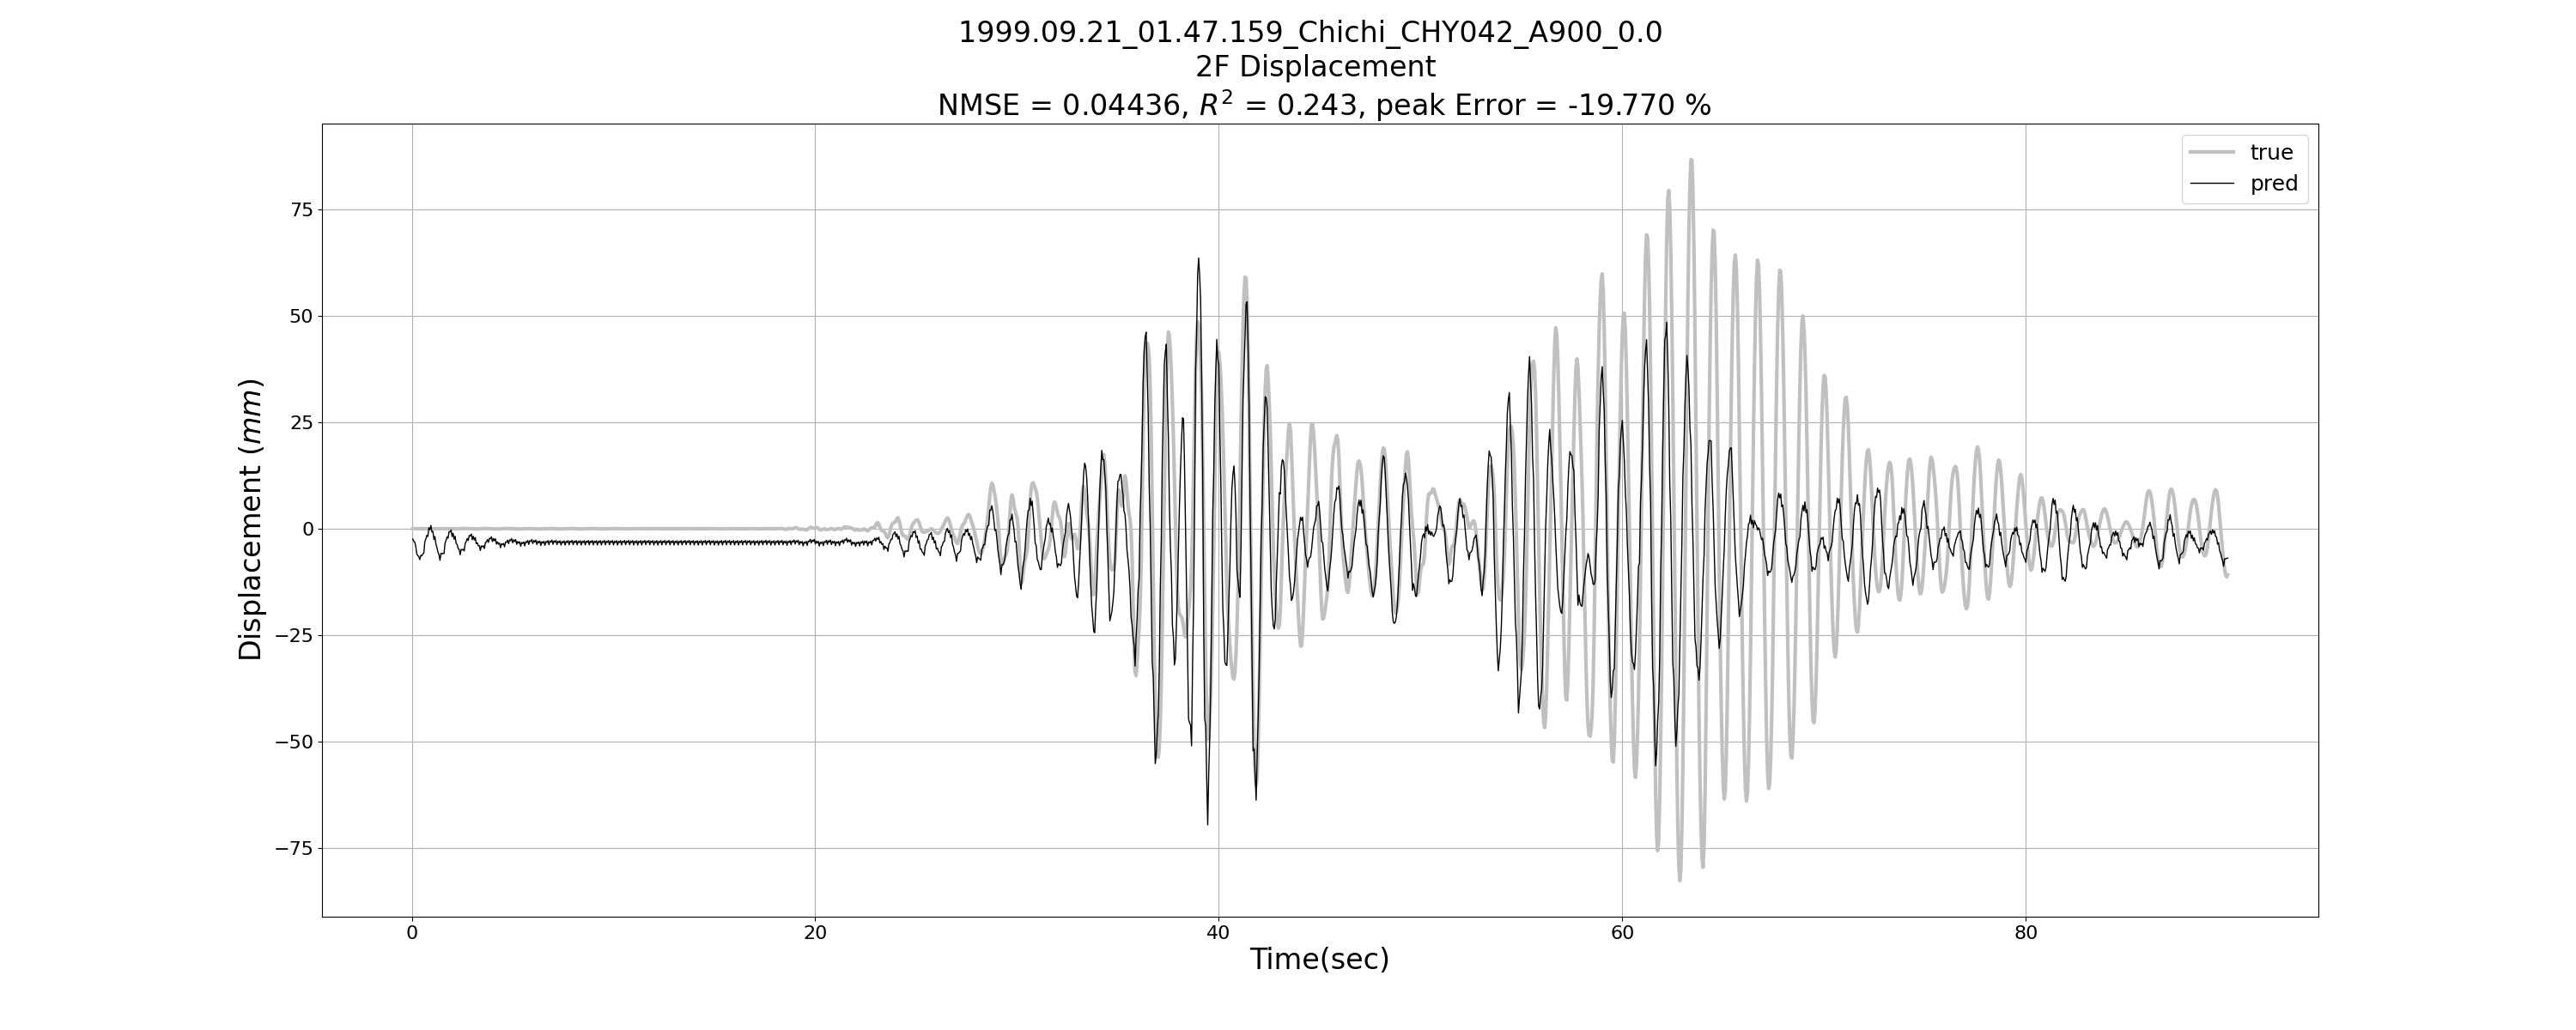 1999.09.21_01.47.159_Chichi_CHY042_A900_0.0
2F Displacement
NMSE = 0.04436, R² = 0.243, peak Error = -19.770 %
true
pred
75
50
25
0
−25
−50
−75
Displacement (mm)
0 20 40 60 80
Time(sec)